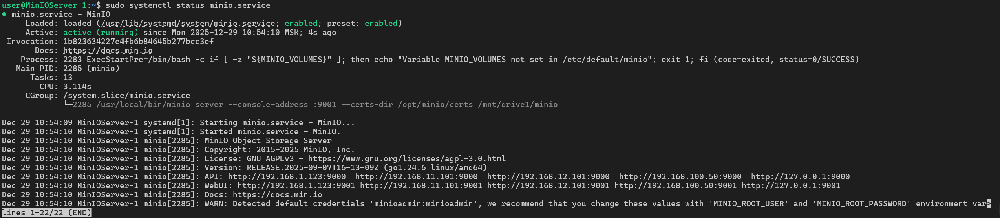 user@MinIOServer-1:~$ sudo systemctl status minio.service
● minio.service - MinIO
Loaded: loaded (/usr/lib/systemd/system/minio.service; enabled; preset: enabled)
Active: active (running) since Mon 2025-12-29 10:54:10 MSK; 4s ago
Invocation: 1b823634227e4fb6b84645b277bcc3ef
Docs: https://docs.min.io
Process: 2283 ExecStartPre=/bin/bash -c if [ -z "${MINIO_VOLUMES}" ]; then echo "Variable MINIO_VOLUMES not set in /etc/default/minio"; exit 1; fi (code=exited, status=0/SUCCESS)
Main PID: 2285 (minio)
Tasks: 13
CPU: 3.114s
CGroup: /system.slice/minio.service
└─2285 /usr/local/bin/minio server --console-address :9001 --certs-dir /opt/minio/certs /mnt/drive1/minio
Dec 29 10:54:09 MinIOServer-1 systemd[1]: Starting minio.service - MinIO...
Dec 29 10:54:10 MinIOServer-1 systemd[1]: Started minio.service - MinIO.
Dec 29 10:54:10 MinIOServer-1 minio[2285]: MinIO Object Storage Server
Dec 29 10:54:10 MinIOServer-1 minio[2285]: Copyright: 2015-2025 MinIO, Inc.
Dec 29 10:54:10 MinIOServer-1 minio[2285]: License: GNU AGPLv3 - https://www.gnu.org/licenses/agpl-3.0.html
Dec 29 10:54:10 MinIOServer-1 minio[2285]: Version: RELEASE.2025-09-07T16-13-09Z (go1.24.6 linux/amd64)
Dec 29 10:54:10 MinIOServer-1 minio[2285]: API: http://192.168.1.123:9000  http://192.168.11.101:9000  http://192.168.12.101:9000  http://192.168.100.50:9000  http://127.0.0.1:9000
Dec 29 10:54:10 MinIOServer-1 minio[2285]: WebUI: http://192.168.1.123:9001 http://192.168.11.101:9001 http://192.168.12.101:9001 http://192.168.100.50:9001 http://127.0.0.1:9001
Dec 29 10:54:10 MinIOServer-1 minio[2285]: Docs: https://docs.min.io
Dec 29 10:54:10 MinIOServer-1 minio[2285]: WARN: Detected default credentials 'minioadmin:minioadmin', we recommend that you change these values with 'MINIO_ROOT_USER' and 'MINIO_ROOT_PASSWORD' environment var>
lines 1-22/22 (END)